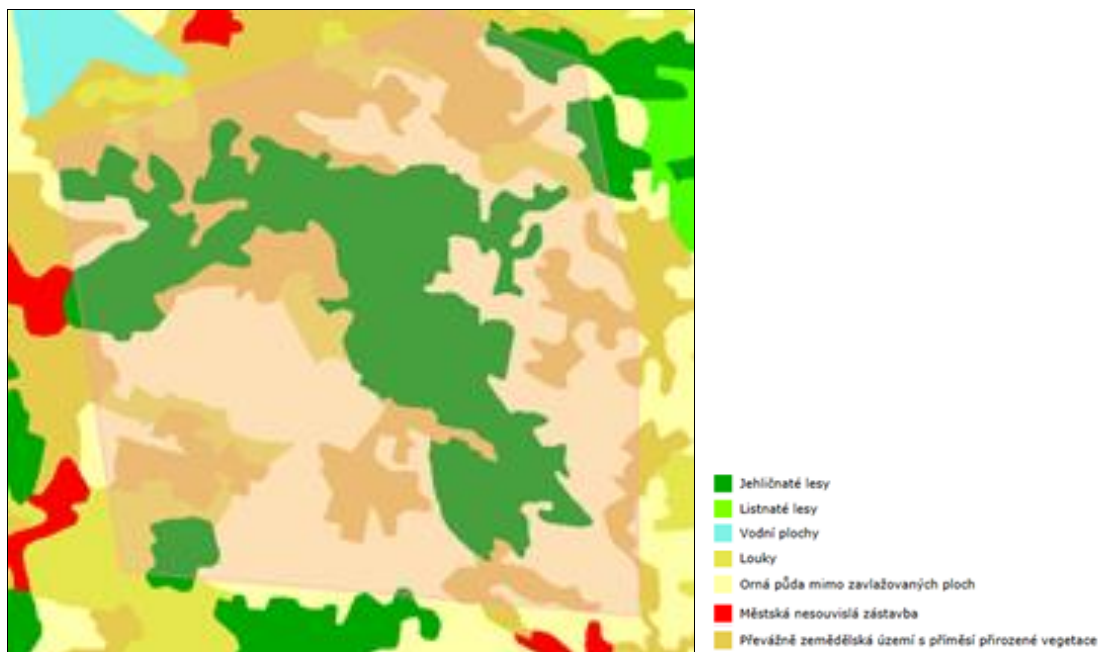 Jehličnaté lesy
Listnaté lesy
Vodní plochy
Louky
Orná půda mimo zavlažovaných ploch
Městská nesouvislá zástavba
Převážně zemědělská území s příměsí přirozené vegetace